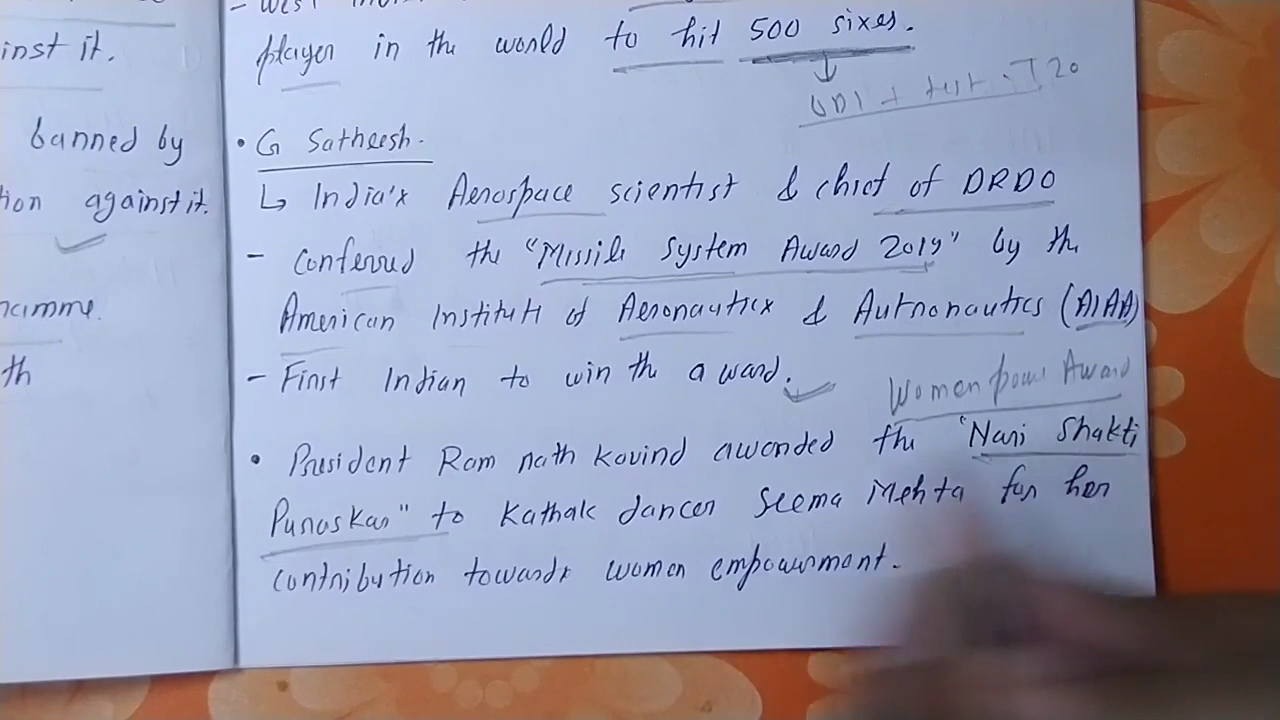 inst it.
banned by
tion against it.
ramme.
th
- West
player in the world to hit 500 sixes.
ODI + test + T20
• G Satheesh.
↳ India's Aerospace scientist & chief of DRDO
- Conferred the "Missile System Award 2019" by the
American Institute of Aeronautics & Autronautics (AIAA)
- First Indian to win the award.
Women power Award
• President Ram nath kovind awarded the "Nari Shakti
Puraskar" to Kathak dancer Seema Mehta for her
contribution towards women empowerment.